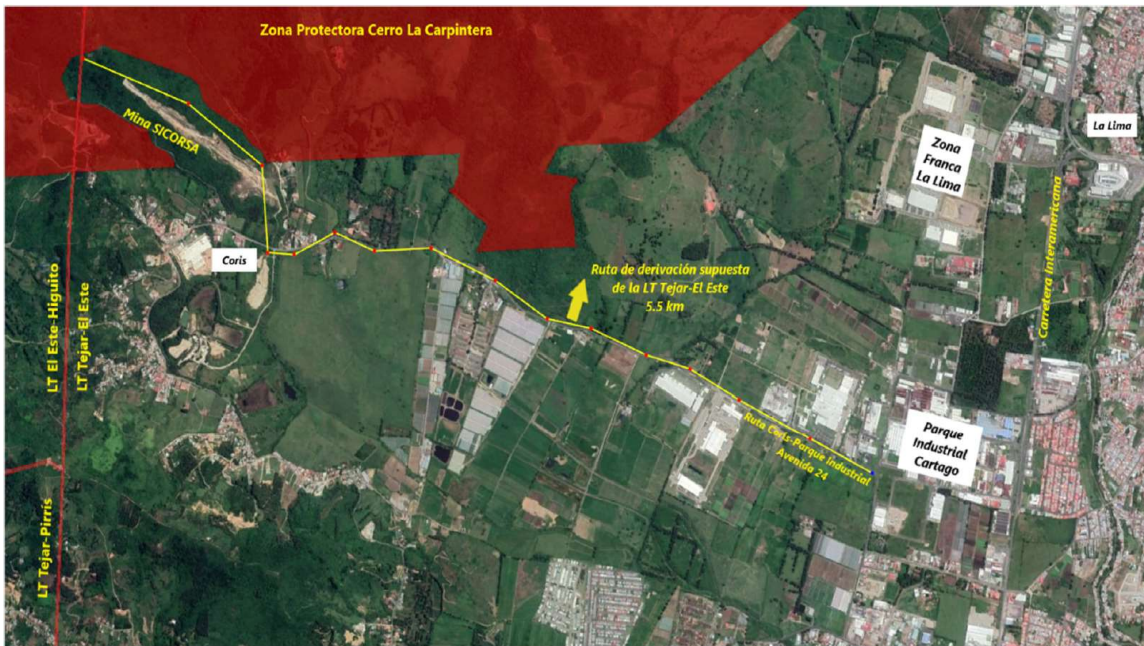 Zona Protectora Cerro La Carpintera
Mina SICORSA
La Lima
Zona
Franca
La Lima
Carretera Interamericana
Coris
Ruta de derivación supuesta
de la LT Tejar-El Este
5.5 km
LT El Este-Higuito
LT Tejar-El Este
Ruta Coris-Parque Industrial
Avenida 24
Parque
Industrial
Cartago
LT Tejar-Pirrís